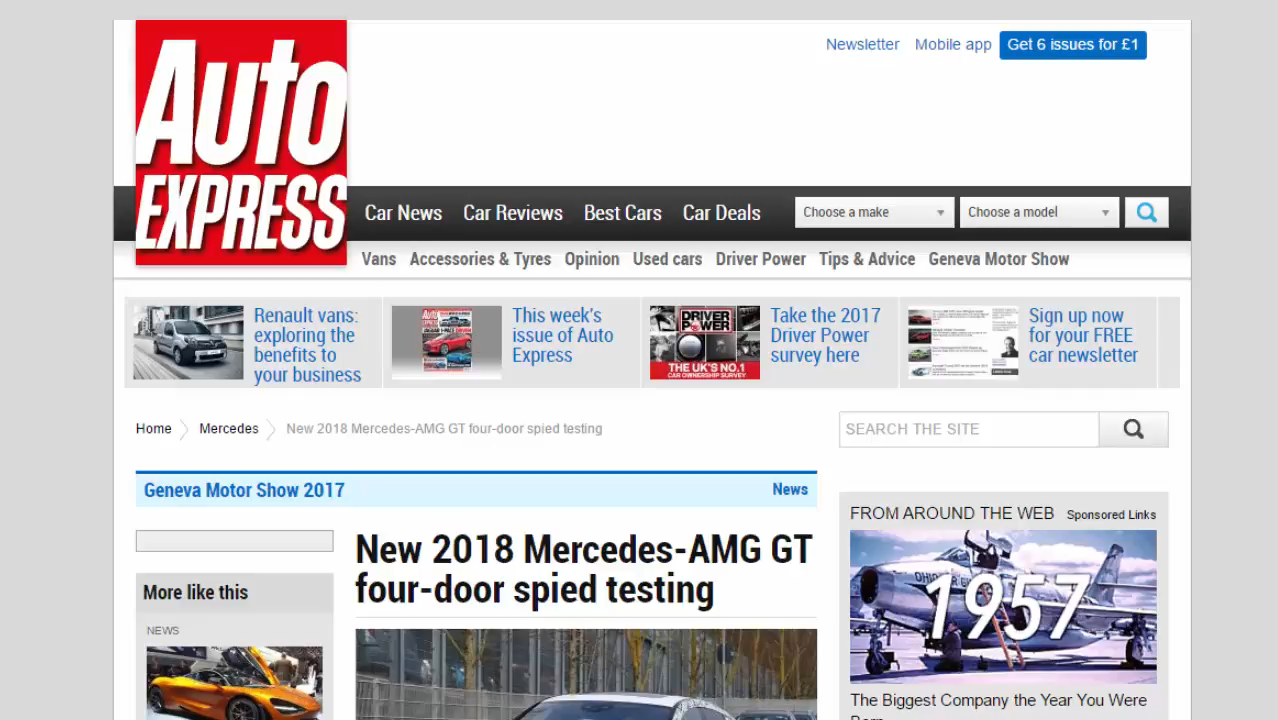 Auto
EXPRESS
Newsletter Mobile app Get 6 issues for £1
Car News Car Reviews Best Cars Car Deals Choose a make Choose a model
Vans Accessories & Tyres Opinion Used cars Driver Power Tips & Advice Geneva Motor Show
Renault vans:
exploring the
benefits to
your business
This week's
issue of Auto
Express
DRIVER
POWER
THE UK'S NO.1
CAR OWNERSHIP SURVEY
Take the 2017
Driver Power
survey here
Sign up now
for your FREE
car newsletter
Home Mercedes New 2018 Mercedes-AMG GT four-door spied testing
SEARCH THE SITE
Geneva Motor Show 2017 News
New 2018 Mercedes-AMG GT
four-door spied testing
More like this
NEWS
FROM AROUND THE WEB Sponsored Links
1957
The Biggest Company the Year You Were